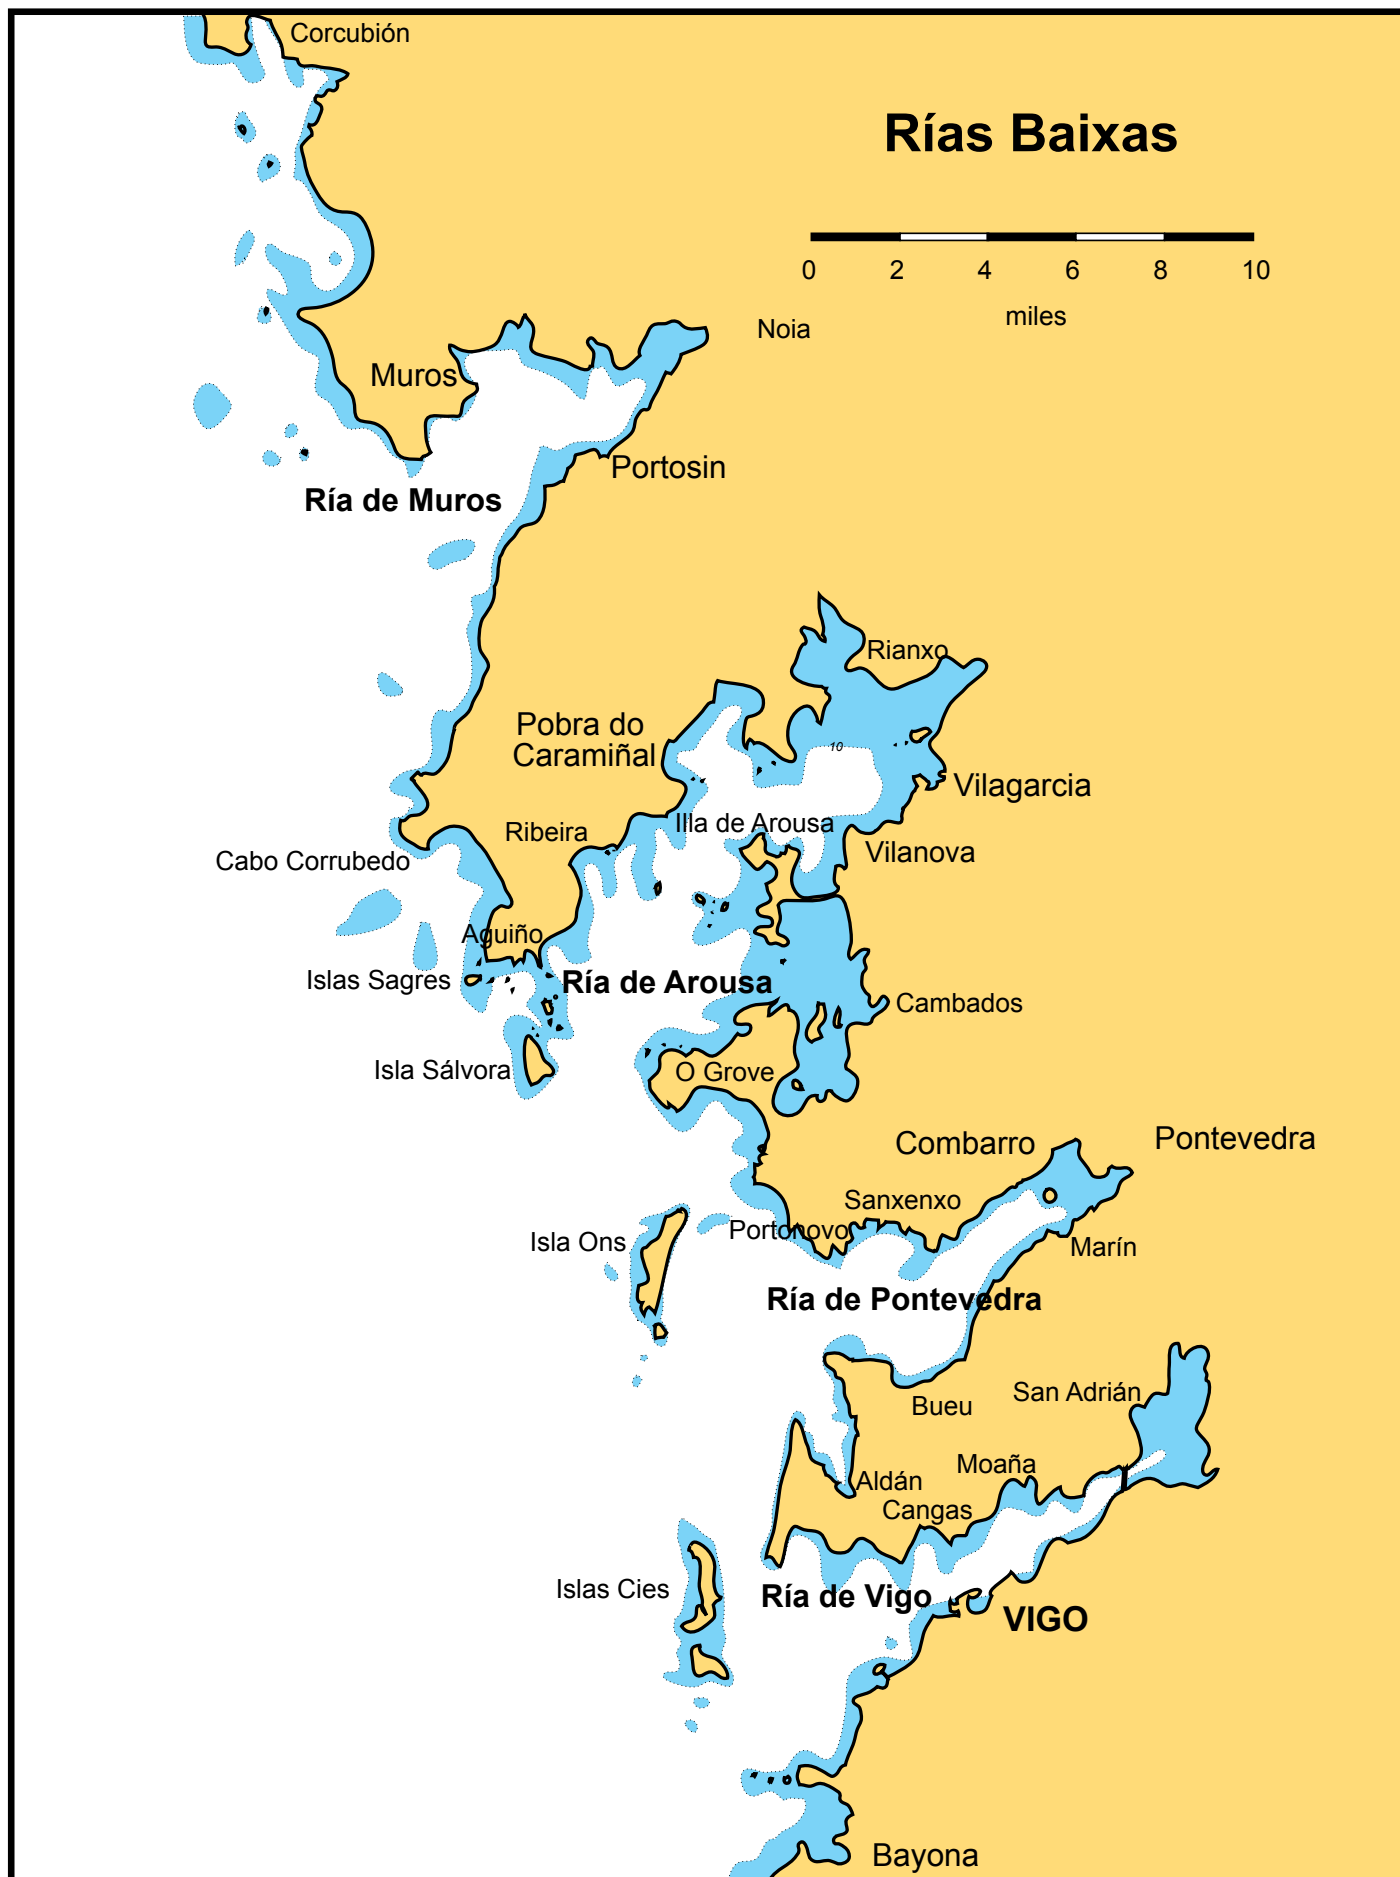 Corcubión
Rías Baixas
0 2 4 6 8 10
miles
Noia
Muros
Portosin
Ría de Muros
Rianxo
Pobra do
Caramiñal
10
Vilagarcia
Illa de Arousa
Ribeira
Vilanova
Cabo Corrubedo
Aguiño
Islas Sagres
Ría de Arousa
Cambados
Isla Sálvora
O Grove
Combarro
Pontevedra
Sanxenxo
Portonovo
Isla Ons
Marín
Ría de Pontevedra
San Adrián
Bueu
Moaña
Aldán
Cangas
Islas Cies
Ría de Vigo
VIGO
Bayona